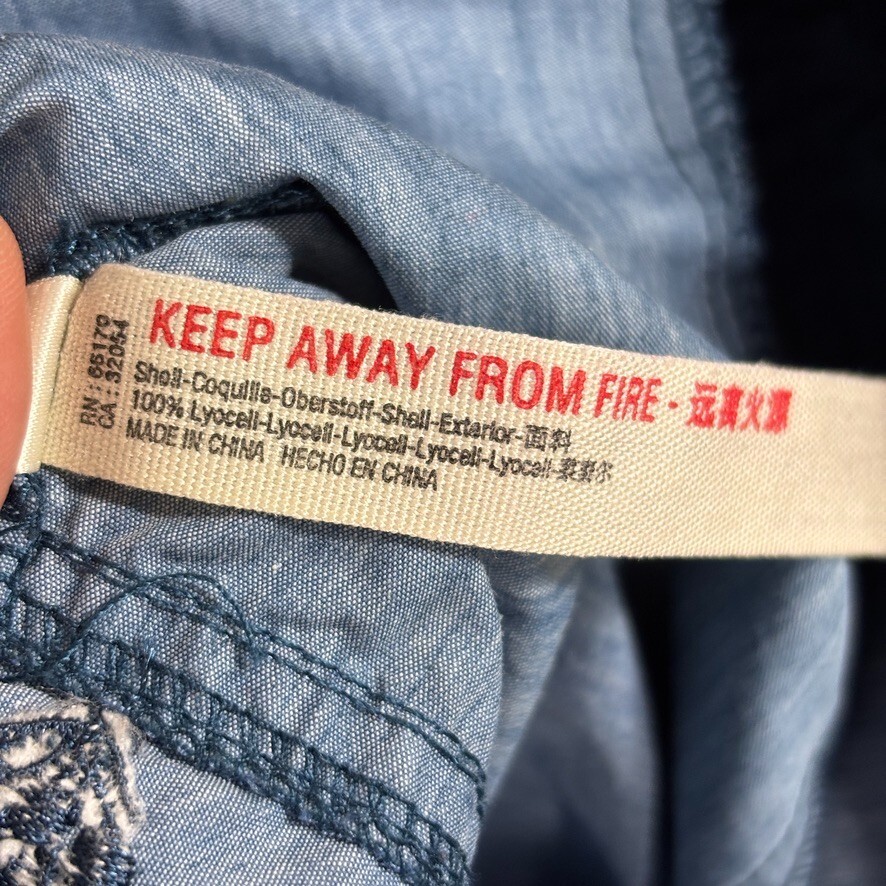 KEEP AWAY FROM FIRE - 远离火源
Shell-Coquille-Oberstoff-Shell-Exterior-面料
100% Lyocell-Lyocell-Lyocell-Lyocell-Lyocell-莱赛尔
MADE IN CHINA HECHO EN CHINA
RN : 66170
CA : 32054